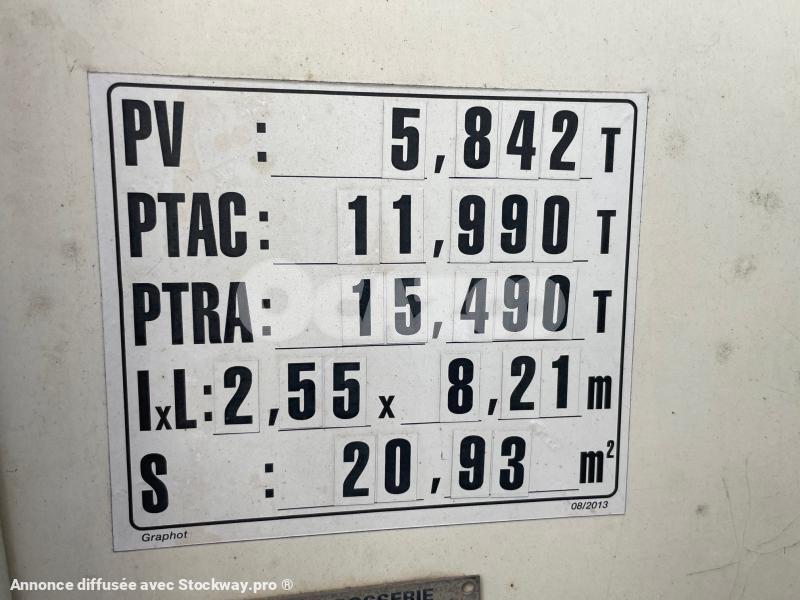 PV : 5,842 T
PTAC : 11,990 T
PTRA : 15,490 T
lxL : 2,55 x 8,21 m
S : 20,93 m²
Graphot 08/2013
Annonce diffusée avec Stockway.pro ®